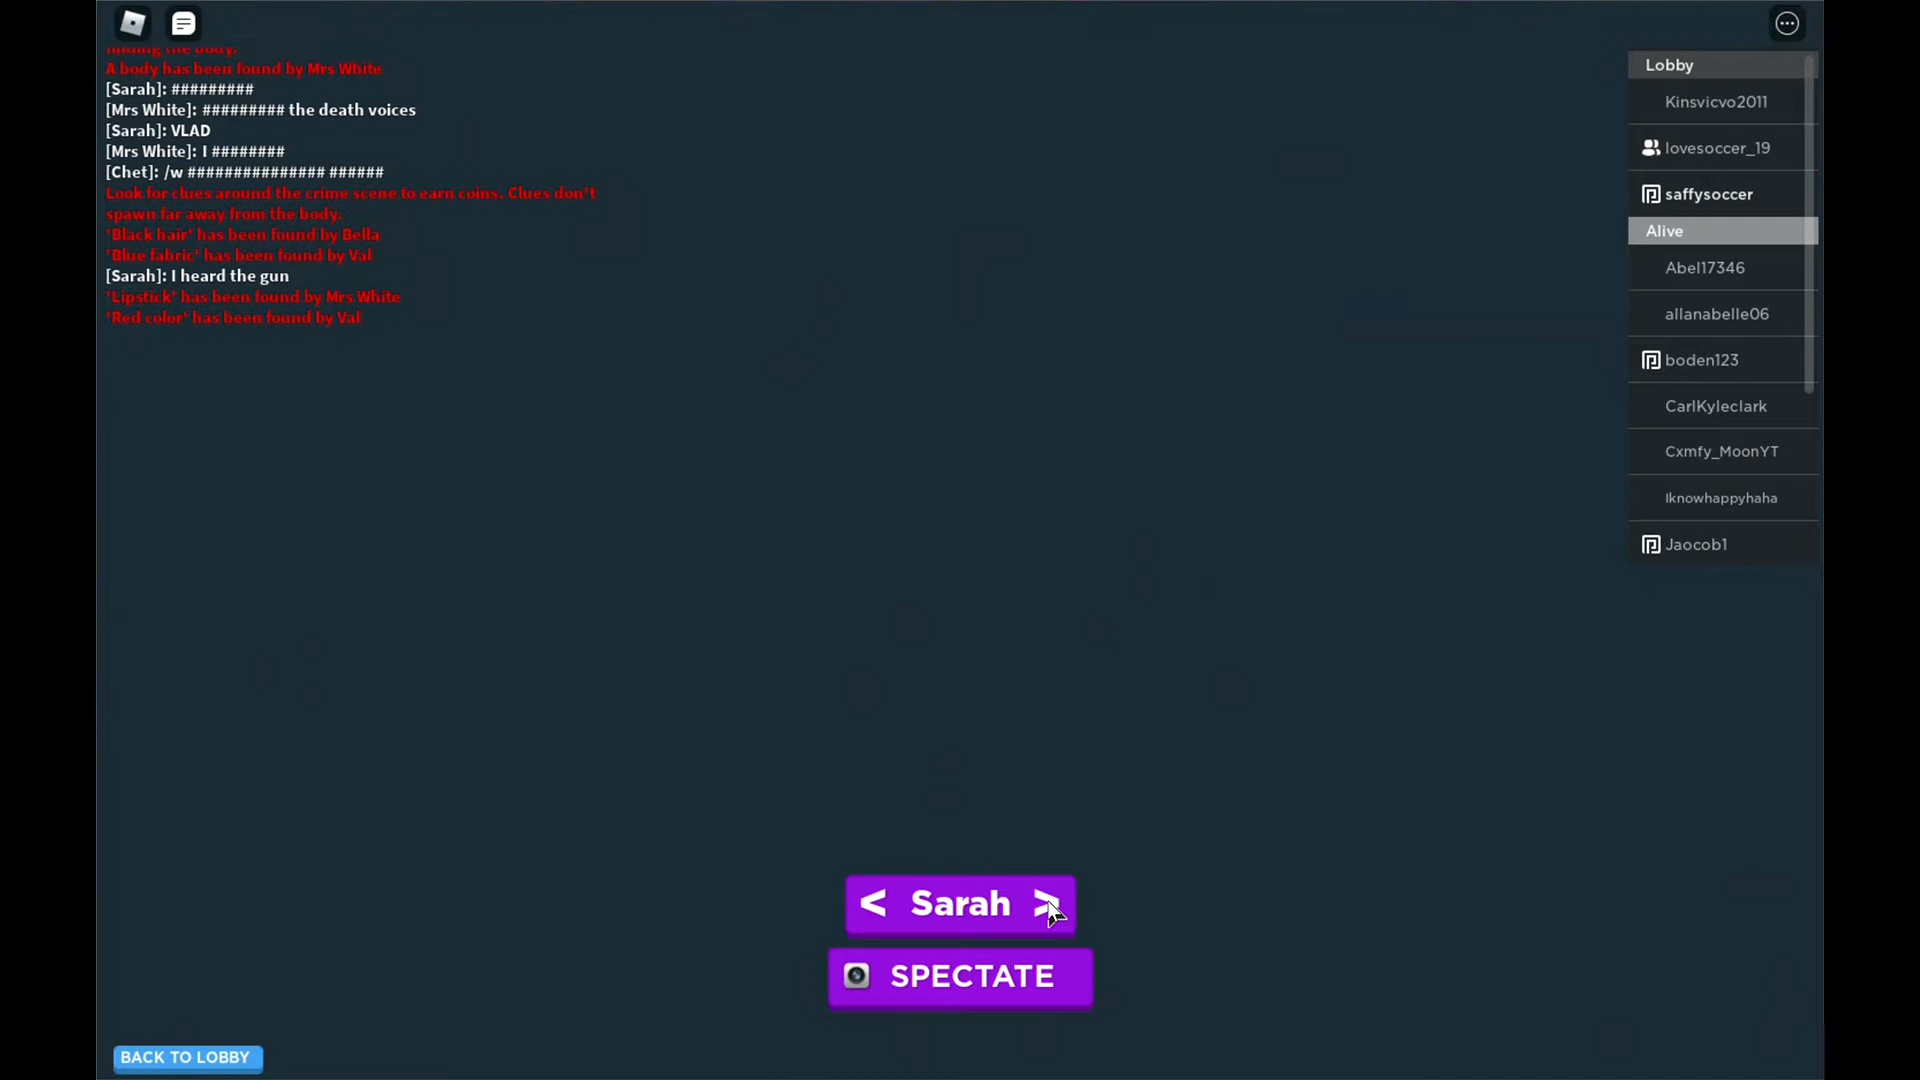 finding the body.
A body has been found by Mrs White
[Sarah]: #########
[Mrs White]: ######### the death voices
[Sarah]: VLAD
[Mrs White]: I ########
[Chet]: /w ############### ######
Look for clues around the crime scene to earn coins. Clues don't
spawn far away from the body.
'Black hair' has been found by Bella
'Blue fabric' has been found by Val
[Sarah]: I heard the gun
'Lipstick' has been found by Mrs White
'Red color' has been found by Val
Lobby
Kinsvicvo2011
lovesoccer_19
saffysoccer
Alive
Abel17346
allanabelle06
boden123
CarlKyleclark
Cxmfy_MoonYT
Jaocob1
< Sarah >
SPECTATE
BACK TO LOBBY